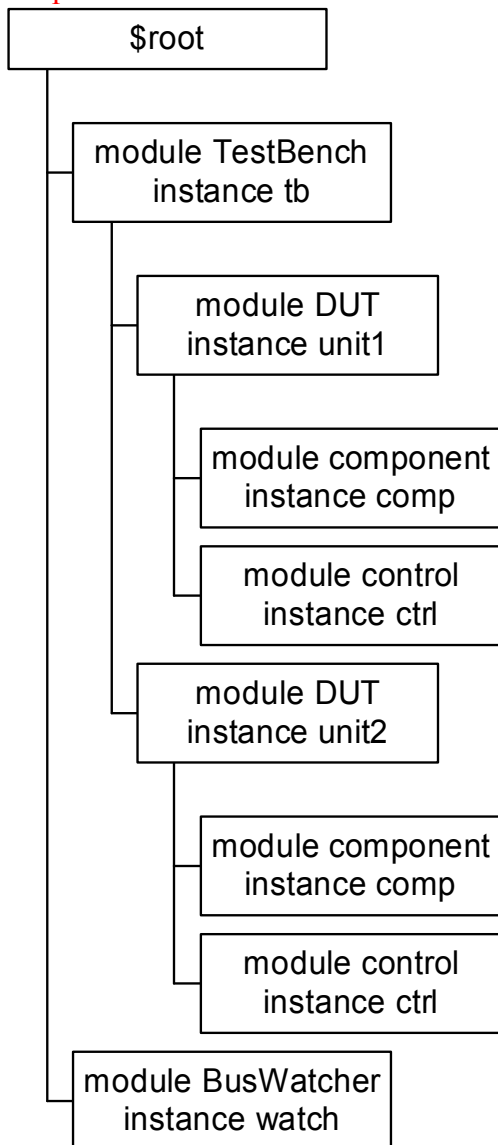 $root
module TestBench
instance tb
module DUT
instance unit1
module component
instance comp
module control
instance ctrl
module DUT
instance unit2
module component
instance comp
module control
instance ctrl
module BusWatcher
instance watch